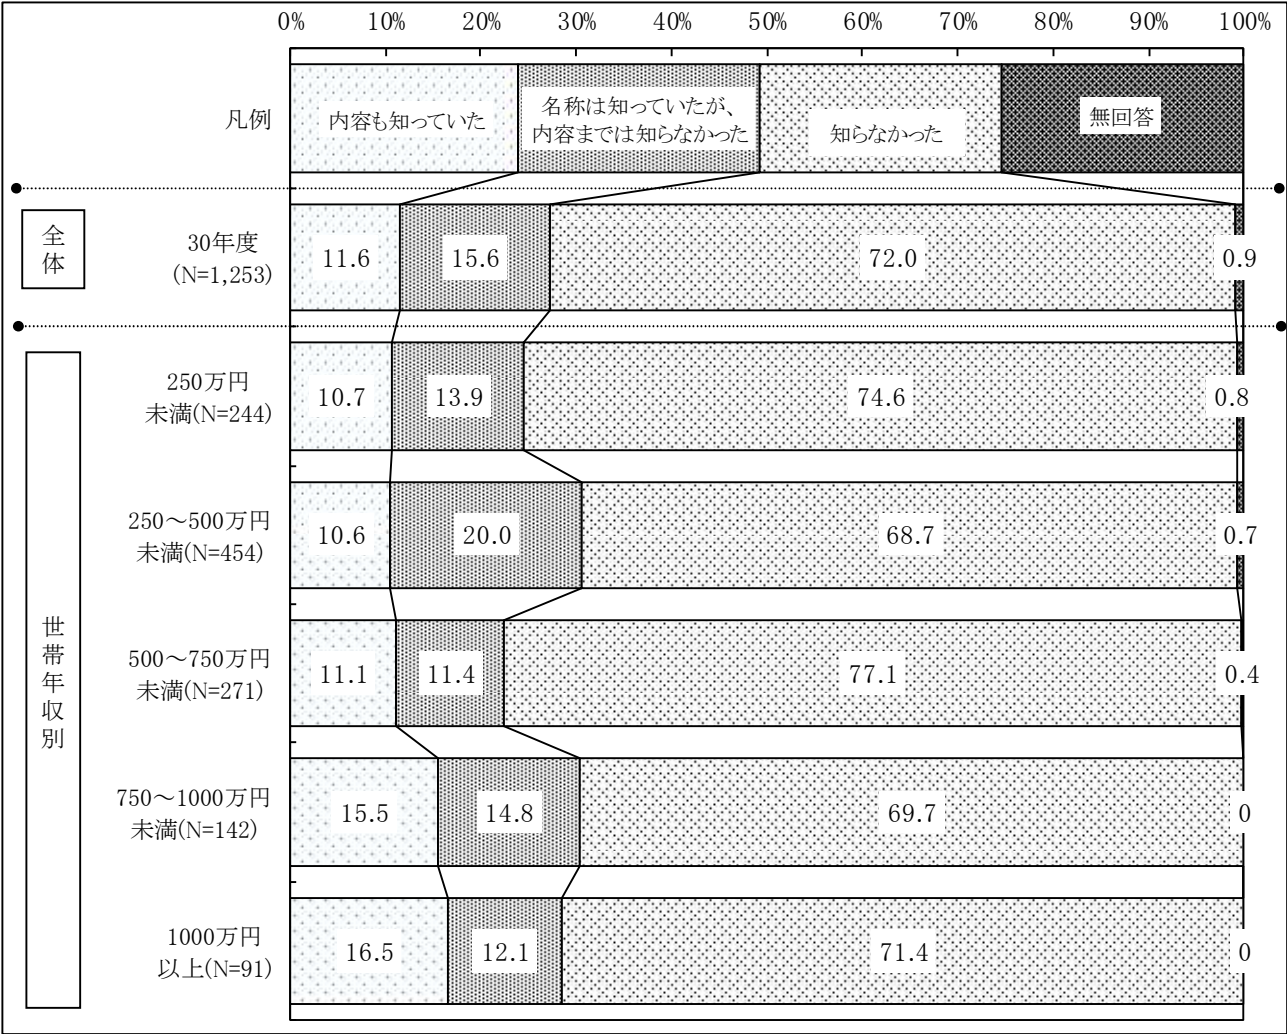 0% 10% 20% 30% 40% 50% 60% 70% 80% 90% 100%
凡例
内容も知っていた
名称は知っていたが、
内容までは知らなかった
知らなかった
無回答
全体
30年度
(N=1,253)
11.6 15.6 72.0 0.9
世帯年収別
250万円
未満(N=244)
10.7 13.9 74.6 0.8
250～500万円
未満(N=454)
10.6 20.0 68.7 0.7
500～750万円
未満(N=271)
11.1 11.4 77.1 0.4
750～1000万円
未満(N=142)
15.5 14.8 69.7 0
1000万円
以上(N=91)
16.5 12.1 71.4 0